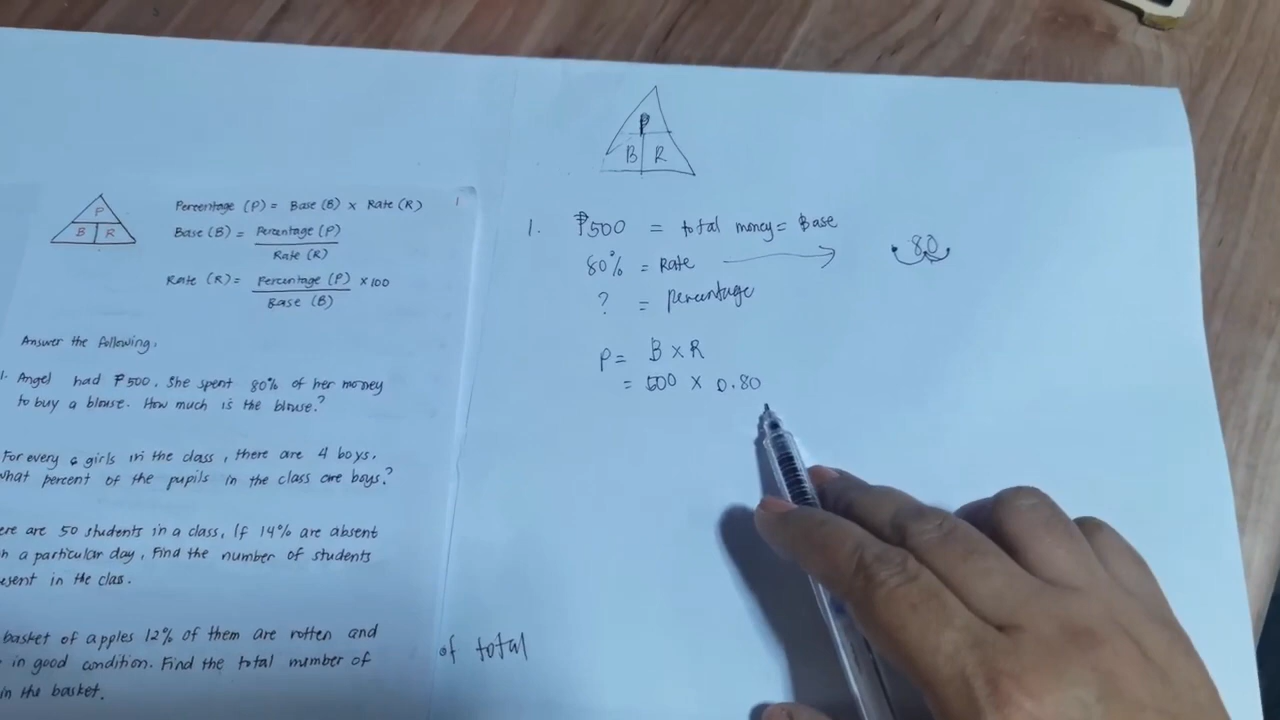 P
B R
Percentage (P) = Base (B) × Rate (R)
Base (B) = Percentage (P)
Rate (R)
Rate (R) = Percentage (P) × 100
Base (B)
Answer the following.
1. Angel had ₱500. She spent 80% of her money
to buy a blouse. How much is the blouse?
For every 6 girls in the class, there are 4 boys.
what percent of the pupils in the class are boys?
ere are 50 students in a class, If 14% are absent
a particular day, Find the number of students
esent in the clas.
basket of apples 12% of them are rotten and
in good condition. Find the total number of
in the basket.
of total
P
B R
1. ₱500 = total money = Base
80% = Rate
80
? = percentage
P = B × R
= 500 × 0.80